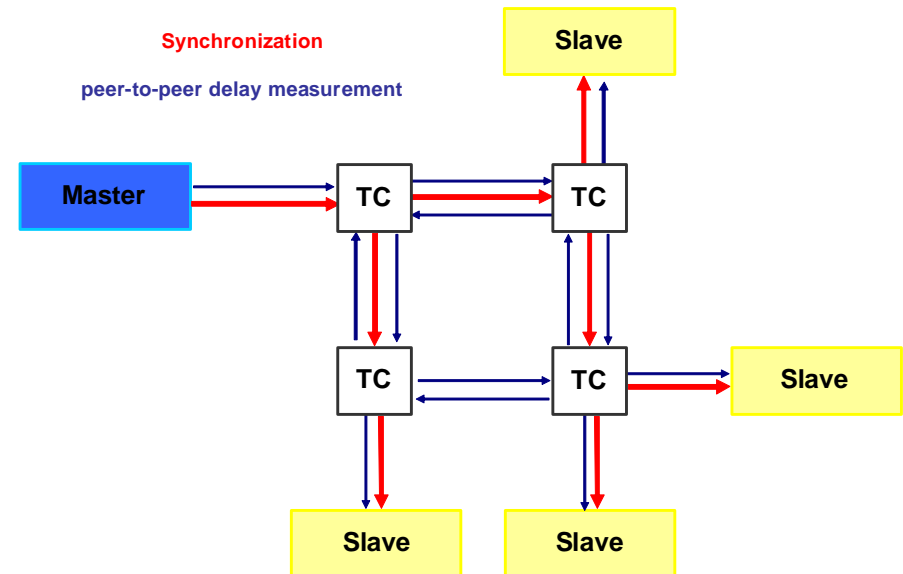 Slave
Synchronization
peer-to-peer delay measurement
Master
TC
TC
TC
TC
Slave
Slave
Slave